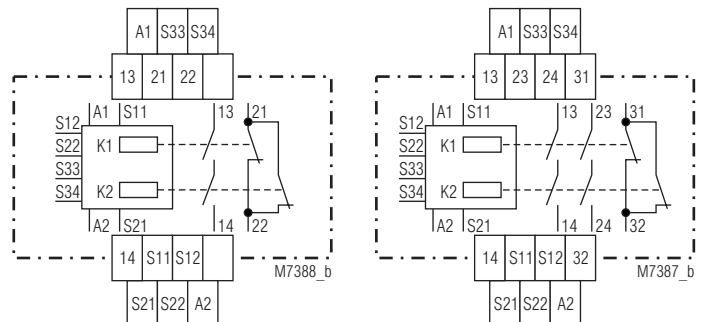 A1 S33 S34
13 21 22
A1 S11 13 21
S12
S22
S33
S34
K1
K2
A2 S21 14 22
14 S11 S12
M7388_b
S21 S22 A2
A1 S33 S34
13 23 24 31
A1 S11 13 23 31
S12
S22
S33
S34
K1
K2
A2 S21 14 24 32
14 S11 S12 32
M7387_b
S21 S22 A2